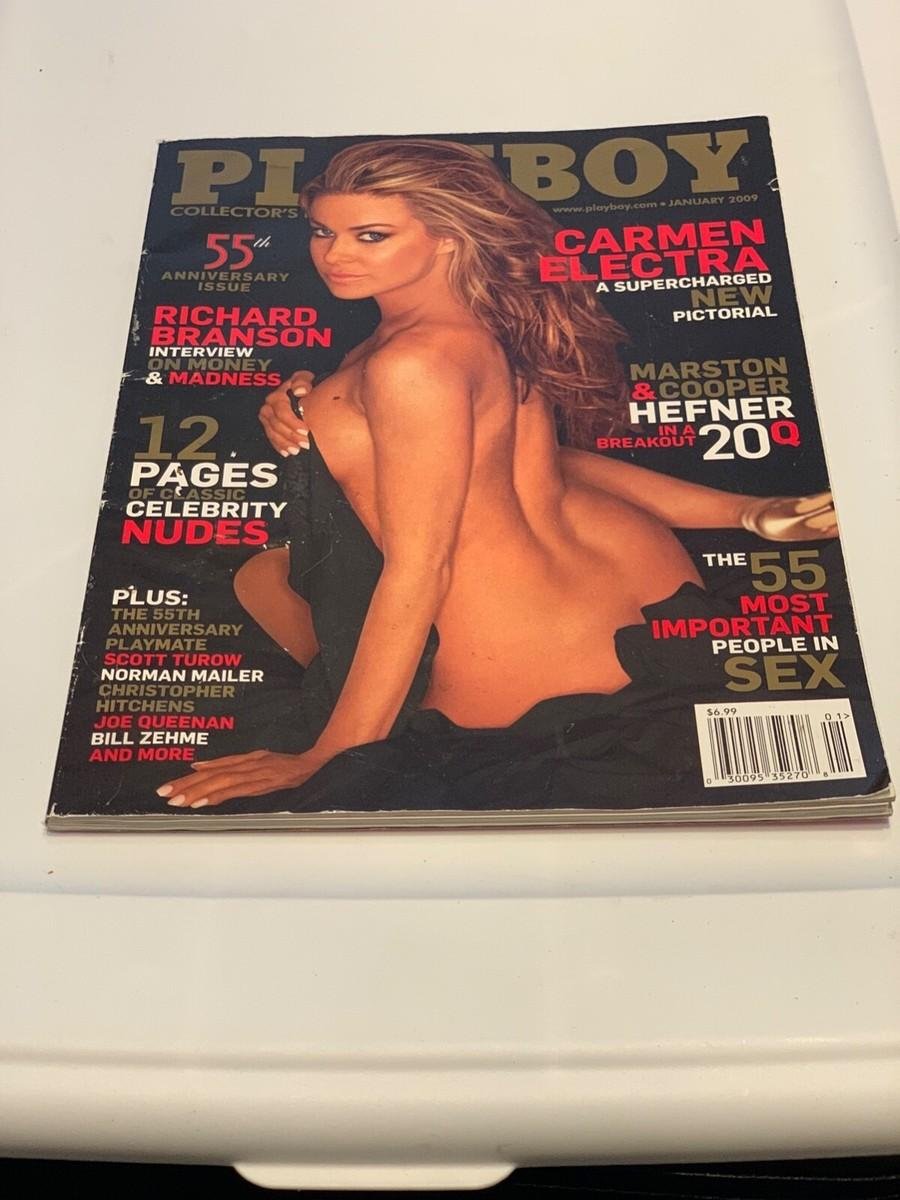 PL BOY
COLLECTOR'S
www.playboy.com • JANUARY 2009
55th
ANNIVERSARY
ISSUE
RICHARD
BRANSON
INTERVIEW
ON MONEY
& MADNESS
12
PAGES
OF CLASSIC
CELEBRITY
NUDES
PLUS:
THE 55TH
ANNIVERSARY
PLAYMATE
SCOTT TUROW
NORMAN MAILER
CHRISTOPHER
HITCHENS
JOE QUEENAN
BILL ZEHME
AND MORE
CARMEN
ELECTRA
A SUPERCHARGED
NEW
PICTORIAL
MARSTON
& COOPER
HEFNER
IN A
BREAKOUT 20Q
THE 55
MOST
IMPORTANT
PEOPLE IN
SEX
$6.99
01>
0 30095 35270 8